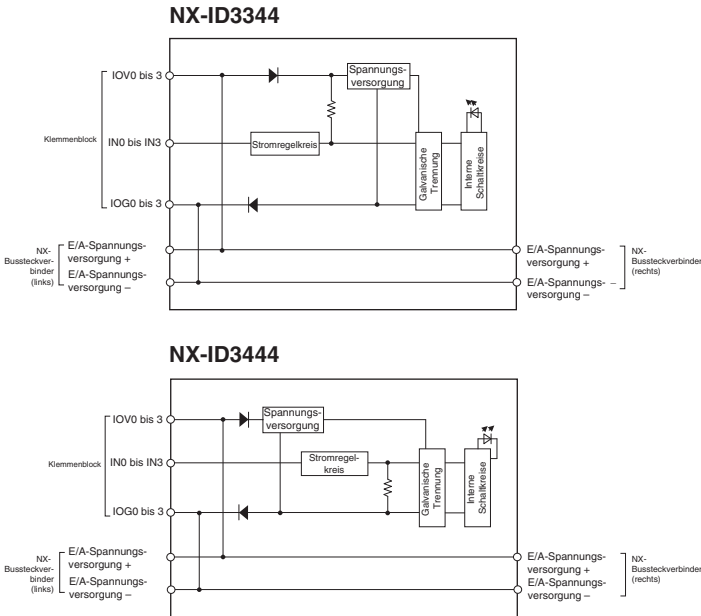 NX-ID3344
IOV0 bis 3
Spannungs-
versorgung
Klemmenblock
IN0 bis IN3
Stromregelkreis
Galvanische
Trennung
Interne
Schaltkreise
IOG0 bis 3
NX-
Bussteckver-
binder
(links)
E/A-Spannungs-
versorgung +
E/A-Spannungs-
versorgung –
E/A-Spannungs-
versorgung +
E/A-Spannungs- –
versorgung –
NX-
Bussteckverbinder
(rechts)
NX-ID3444
IOV0 bis 3
Spannungs-
versorgung
Klemmenblock
IN0 bis IN3
Stromregel-
kreis
Galvanische
Trennung
Interne
Schaltkreise
IOG0 bis 3
NX-
Bussteckver-
binder
(links)
E/A-Spannungs-
versorgung +
E/A-Spannungs-
versorgung –
E/A-Spannungs-
versorgung +
E/A-Spannungs-
versorgung –
NX-
Bussteckverbinder
(rechts)